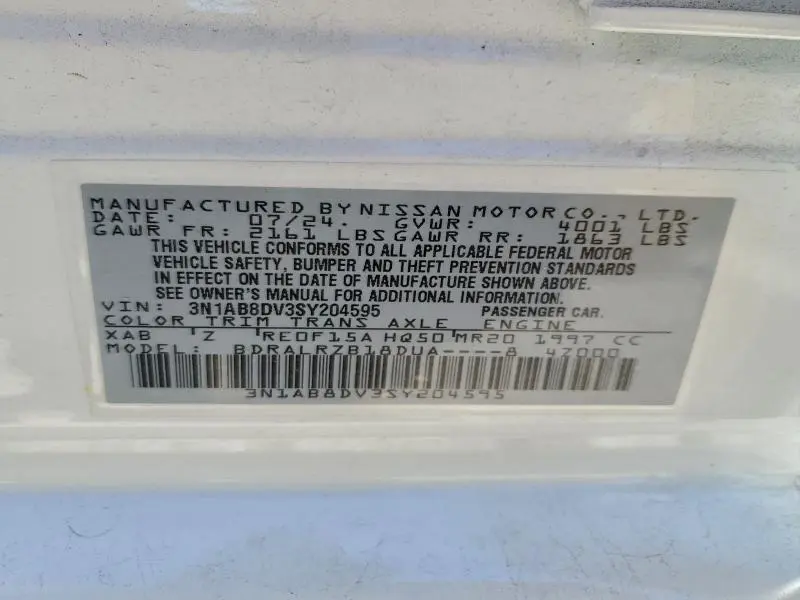 MANUFACTURED BY NISSAN MOTOR CO., LTD.
DATE: 07/24. GVWR: 4001 LBS
GAWR FR: 2161 LBS GAWR RR: 1863 LBS
THIS VEHICLE CONFORMS TO ALL APPLICABLE FEDERAL MOTOR
VEHICLE SAFETY, BUMPER AND THEFT PREVENTION STANDARDS
IN EFFECT ON THE DATE OF MANUFACTURE SHOWN ABOVE.
SEE OWNER'S MANUAL FOR ADDITIONAL INFORMATION.
VIN: 3N1AB8DV3SY204595 PASSENGER CAR.
COLOR TRIM TRANS AXLE ENGINE
XAB Z RE0F15A HQ50 MR20 1997 CC
MODEL: BDRALRZB18DUA----8 4Z000
3N1AB8DV3SY204595